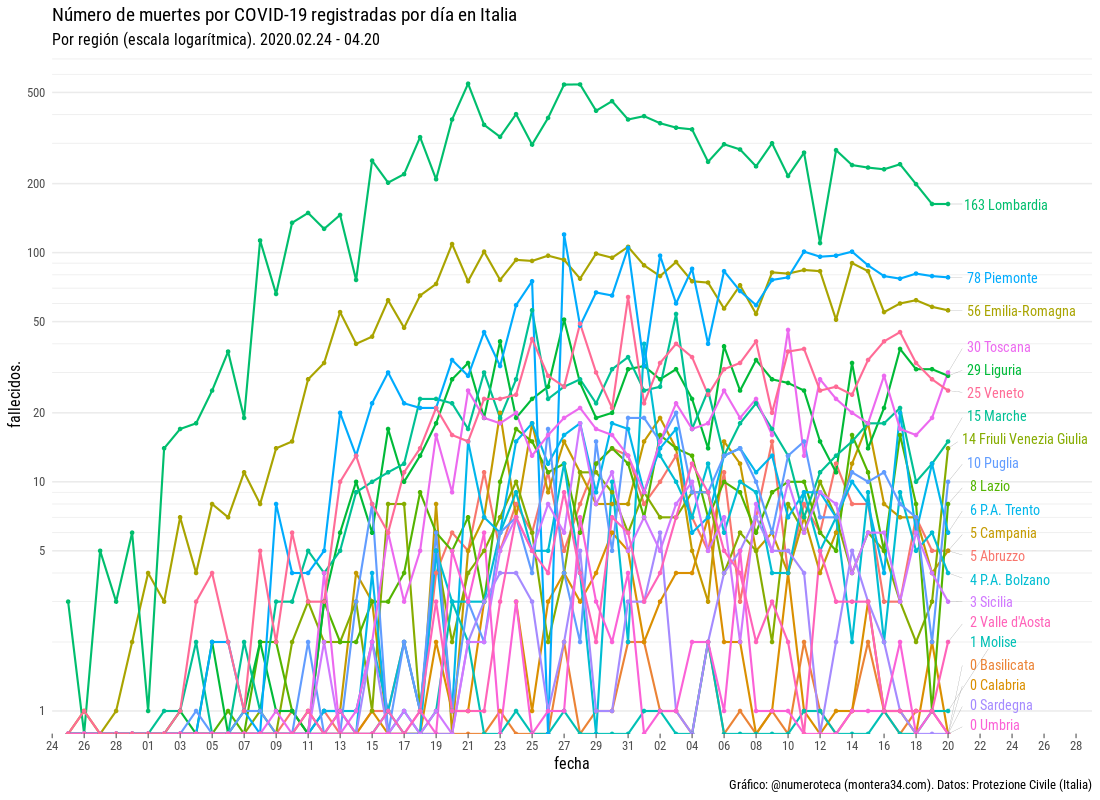 Número de muertes por COVID-19 registradas por día en Italia
Por región (escala logarítmica). 2020.02.24 - 04.20
fallecidos.
500
200
100
50
20
10
5
1
163 Lombardia
78 Piemonte
56 Emilia-Romagna
30 Toscana
29 Liguria
25 Veneto
15 Marche
14 Friuli Venezia Giulia
10 Puglia
8 Lazio
6 P.A. Trento
5 Campania
5 Abruzzo
4 P.A. Bolzano
3 Sicilia
2 Valle d'Aosta
1 Molise
0 Basilicata
0 Calabria
0 Sardegna
0 Umbria
24 26 28 01 03 05 07 09 11 13 15 17 19 21 23 25 27 29 31 02 04 06 08 10 12 14 16 18 20 22 24 26 28
fecha
Gráfico: @numeroteca (montera34.com). Datos: Protezione Civile (Italia)